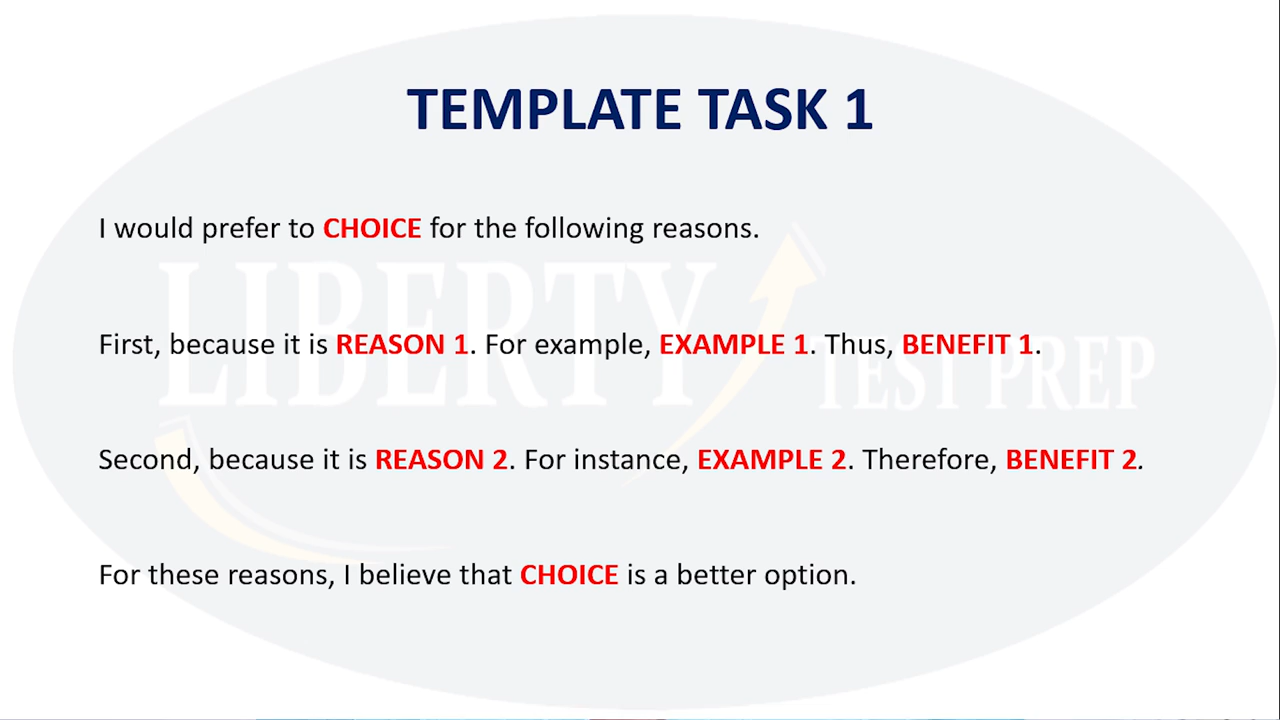 TEMPLATE TASK 1
I would prefer to CHOICE for the following reasons.
LIBERTY
TEST PREP
First, because it is REASON 1. For example, EXAMPLE 1. Thus, BENEFIT 1.
Second, because it is REASON 2. For instance, EXAMPLE 2. Therefore, BENEFIT 2.
For these reasons, I believe that CHOICE is a better option.